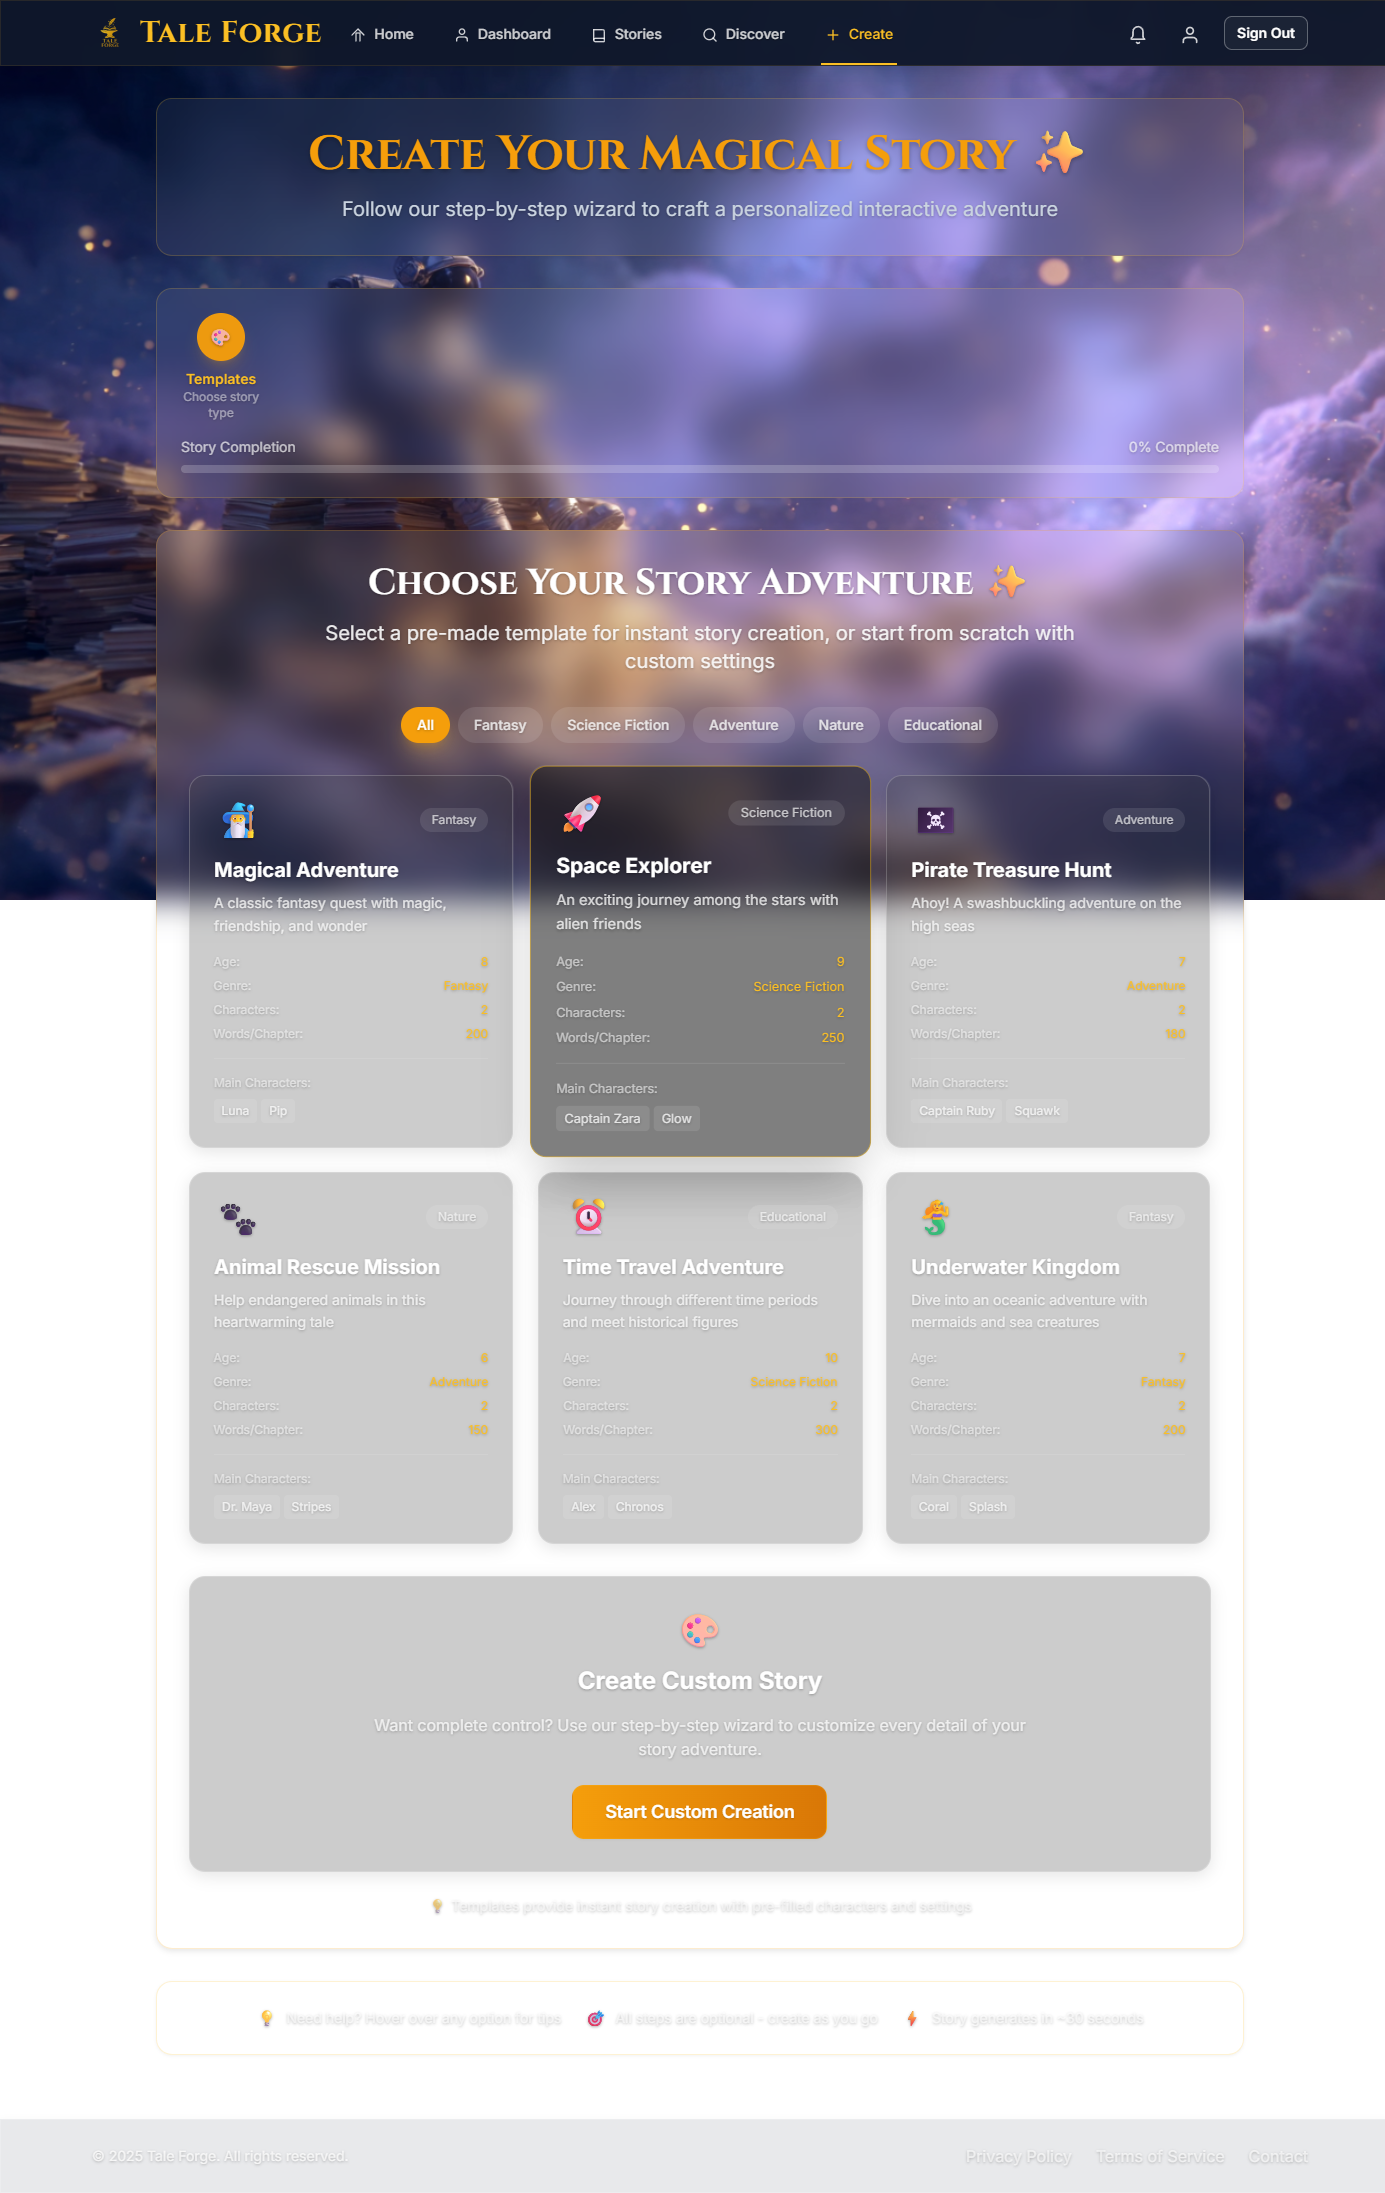 Tale Forge
Home
Dashboard
Stories
Discover
Create
Sign Out
Create Your Magical Story
Follow our step-by-step wizard to craft a personalized interactive adventure
Templates
Choose story
type
Story Completion
0% Complete
Choose Your Story Adventure
Select a pre-made template for instant story creation, or start from scratch with
custom settings
All
Fantasy
Science Fiction
Adventure
Nature
Educational
Fantasy
Magical Adventure
A classic fantasy quest with magic,
friendship, and wonder
Age:
Genre: Fantasy
Characters: 2
Words/Chapter: 200
Main Characters:
Luna Pip
Science Fiction
Space Explorer
An exciting journey among the stars with
alien friends
Age: 9
Genre: Science Fiction
Characters: 2
Words/Chapter: 250
Main Characters:
Captain Zara Glow
Adventure
Pirate Treasure Hunt
Ahoy! A swashbuckling adventure on the
high seas
Age: 7
Genre: Adventure
Characters: 2
Words/Chapter: 180
Main Characters:
Captain Ruby Squawk
Nature
Animal Rescue Mission
Help endangered animals in this
heartwarming tale
Age:
Genre: Adventure
Characters: 2
Words/Chapter: 150
Main Characters:
Dr. Maya Stripes
Educational
Time Travel Adventure
Journey through different time periods
and meet historical figures
Age: 10
Genre: Science Fiction
Characters: 2
Words/Chapter: 300
Main Characters:
Alex Chronos
Fantasy
Underwater Kingdom
Dive into an oceanic adventure with
mermaids and sea creatures
Age: 7
Genre: Fantasy
Characters: 2
Words/Chapter: 200
Main Characters:
Coral Splash
Create Custom Story
Want complete control? Use our step-by-step wizard to customize every detail of your
story adventure.
Start Custom Creation
Templates provide instant story creation with pre-filled characters and settings
Need help? Hover over any option for tips
All steps are optional - create as you go
Story generates in ~30 seconds
© 2025 Tale Forge. All rights reserved.
Privacy Policy
Terms of Service
Contact